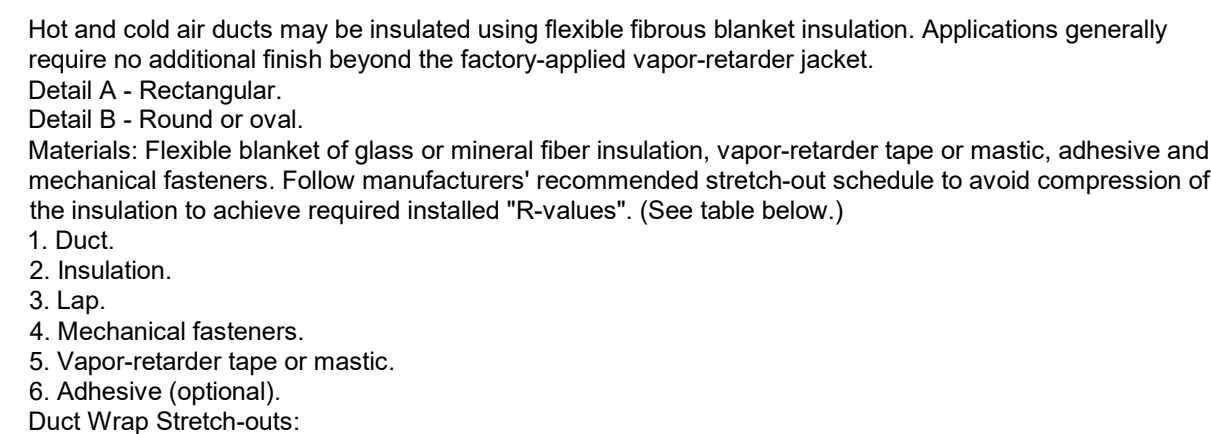 Hot and cold air ducts may be insulated using flexible fibrous blanket insulation. Applications generally
require no additional finish beyond the factory-applied vapor-retarder jacket.
Detail A - Rectangular.
Detail B - Round or oval.
Materials: Flexible blanket of glass or mineral fiber insulation, vapor-retarder tape or mastic, adhesive and
mechanical fasteners. Follow manufacturers' recommended stretch-out schedule to avoid compression of
the insulation to achieve required installed "R-values". (See table below.)
1. Duct.
2. Insulation.
3. Lap.
4. Mechanical fasteners.
5. Vapor-retarder tape or mastic.
6. Adhesive (optional).
Duct Wrap Stretch-outs: